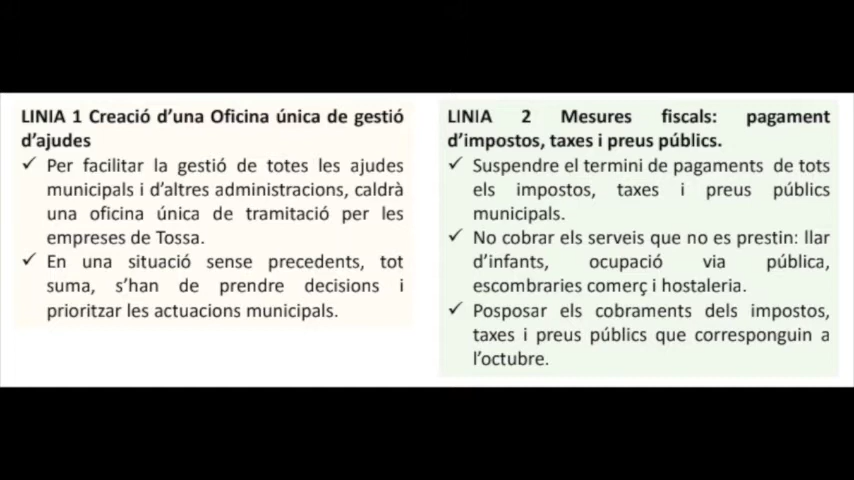 LINIA 1 Creació d'una Oficina única de gestió
d'ajudes
✓ Per facilitar la gestió de totes les ajudes
municipals i d'altres administracions, caldrà
una oficina única de tramitació per les
empreses de Tossa.
✓ En una situació sense precedents, tot
suma, s'han de prendre decisions i
prioritzar les actuacions municipals.
LINIA 2 Mesures fiscals: pagament
d'impostos, taxes i preus públics.
✓ Suspendre el termini de pagaments de tots
els impostos, taxes i preus públics
municipals.
✓ No cobrar els serveis que no es prestin: llar
d'infants, ocupació via pública,
escombraries comerç i hostaleria.
✓ Posposar els cobraments dels impostos,
taxes i preus públics que corresponguin a
l'octubre.